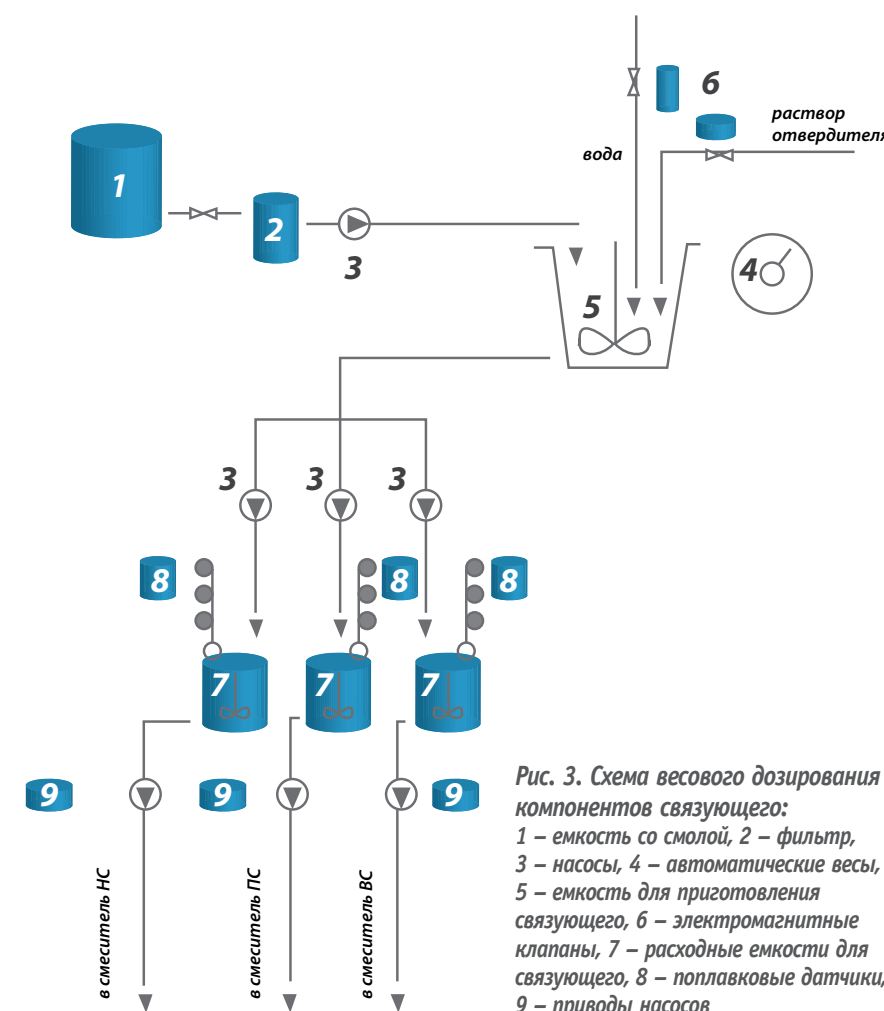 6
раствор
отвердителя
вода
1
2
3
4
5
3
3
3
8
8
8
7
7
7
9
9
9
в смеситель НС
в смеситель ПС
в смеситель ВС
Рис. 3. Схема весового дозирования
компонентов связующего:
1 – емкость со смолой, 2 – фильтр,
3 – насосы, 4 – автоматические весы,
5 – емкость для приготовления
связующего, 6 – электромагнитные
клапаны, 7 – расходные емкости для
связующего, 8 – поплавковые датчики,
9 – приводы насосов